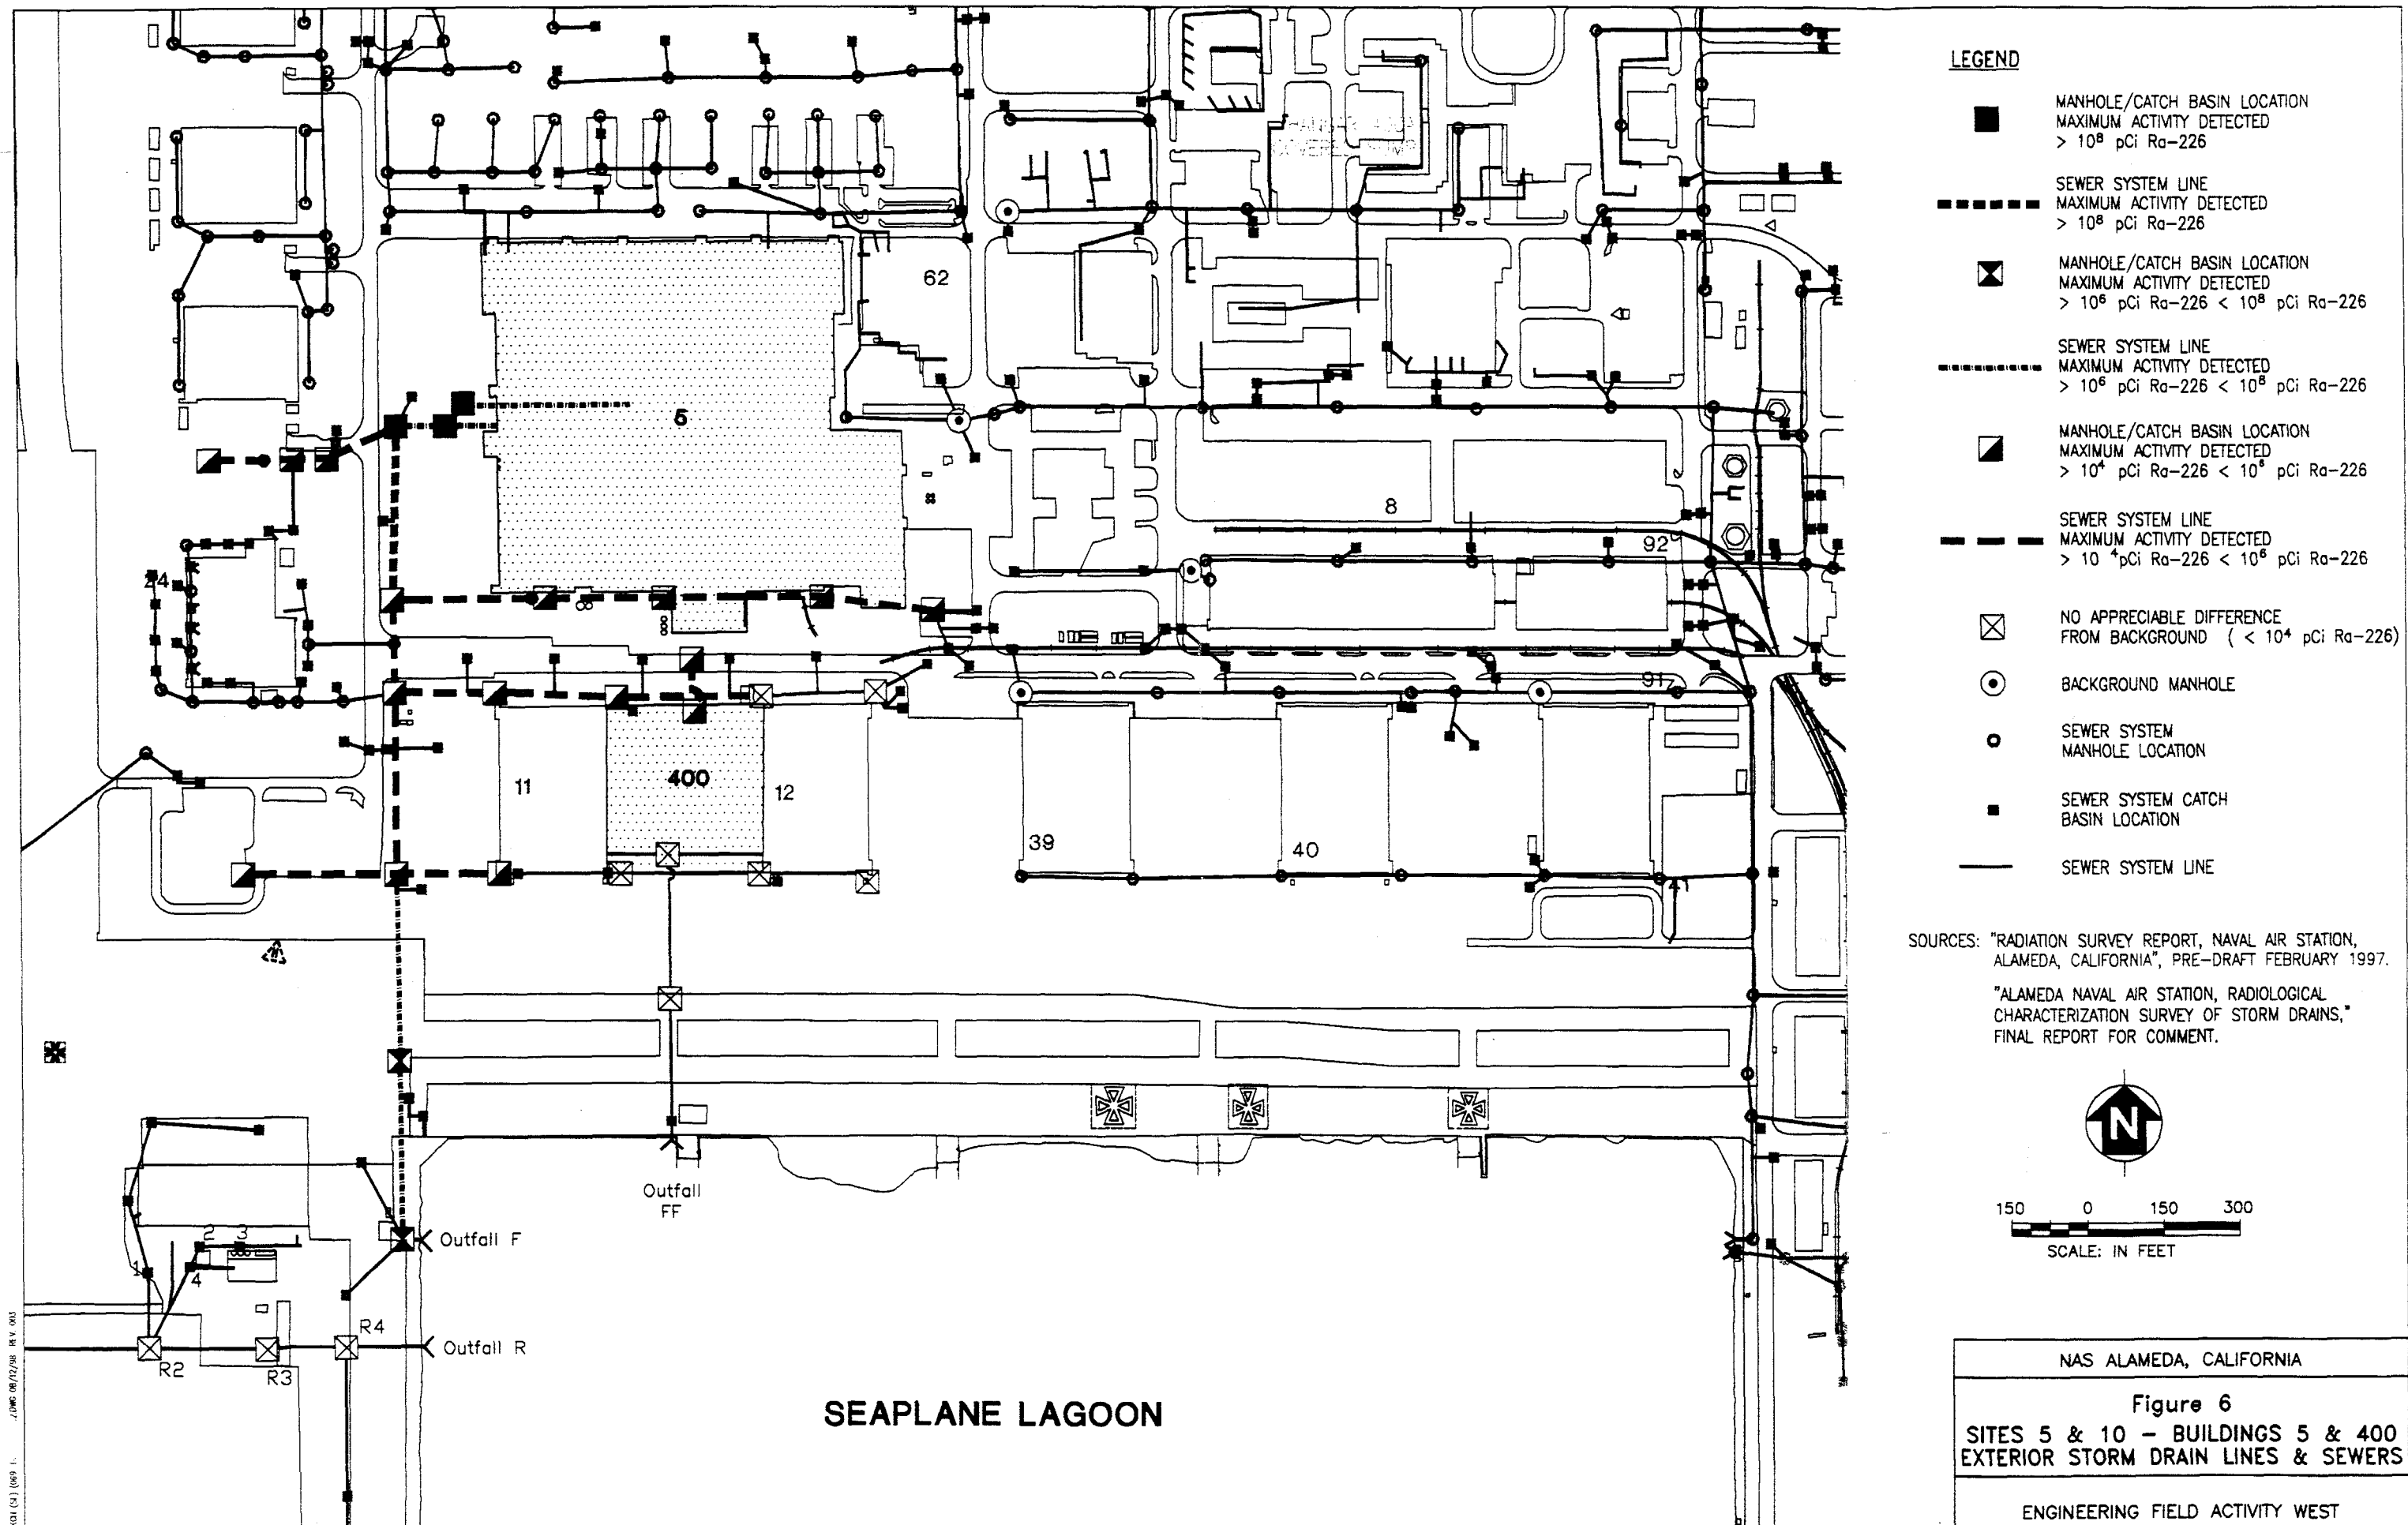 LEGEND
MANHOLE/CATCH BASIN LOCATION
MAXIMUM ACTIVITY DETECTED
> 10⁸ pCi Ra-226
SEWER SYSTEM LINE
MAXIMUM ACTIVITY DETECTED
> 10⁸ pCi Ra-226
MANHOLE/CATCH BASIN LOCATION
MAXIMUM ACTIVITY DETECTED
> 10⁶ pCi Ra-226 < 10⁸ pCi Ra-226
SEWER SYSTEM LINE
MAXIMUM ACTIVITY DETECTED
> 10⁶ pCi Ra-226 < 10⁸ pCi Ra-226
MANHOLE/CATCH BASIN LOCATION
MAXIMUM ACTIVITY DETECTED
> 10⁴ pCi Ra-226 < 10⁶ pCi Ra-226
SEWER SYSTEM LINE
MAXIMUM ACTIVITY DETECTED
> 10 ⁴pCi Ra-226 < 10⁶ pCi Ra-226
NO APPRECIABLE DIFFERENCE
FROM BACKGROUND ( < 10⁴ pCi Ra-226)
BACKGROUND MANHOLE
SEWER SYSTEM
MANHOLE LOCATION
SEWER SYSTEM CATCH
BASIN LOCATION
SEWER SYSTEM LINE
SOURCES: "RADIATION SURVEY REPORT, NAVAL AIR STATION,
ALAMEDA, CALIFORNIA", PRE-DRAFT FEBRUARY 1997.
"ALAMEDA NAVAL AIR STATION, RADIOLOGICAL
CHARACTERIZATION SURVEY OF STORM DRAINS,"
FINAL REPORT FOR COMMENT.
N
150 0 150 300
SCALE: IN FEET
NAS ALAMEDA, CALIFORNIA
Figure 6
SITES 5 & 10 - BUILDINGS 5 & 400
EXTERIOR STORM DRAIN LINES & SEWERS
ENGINEERING FIELD ACTIVITY WEST
62
5
8
92
24
91
11
400
12
39
40
41
Outfall
FF
Outfall F
2 3
1
4
R4
Outfall R
R2
R3
SEAPLANE LAGOON